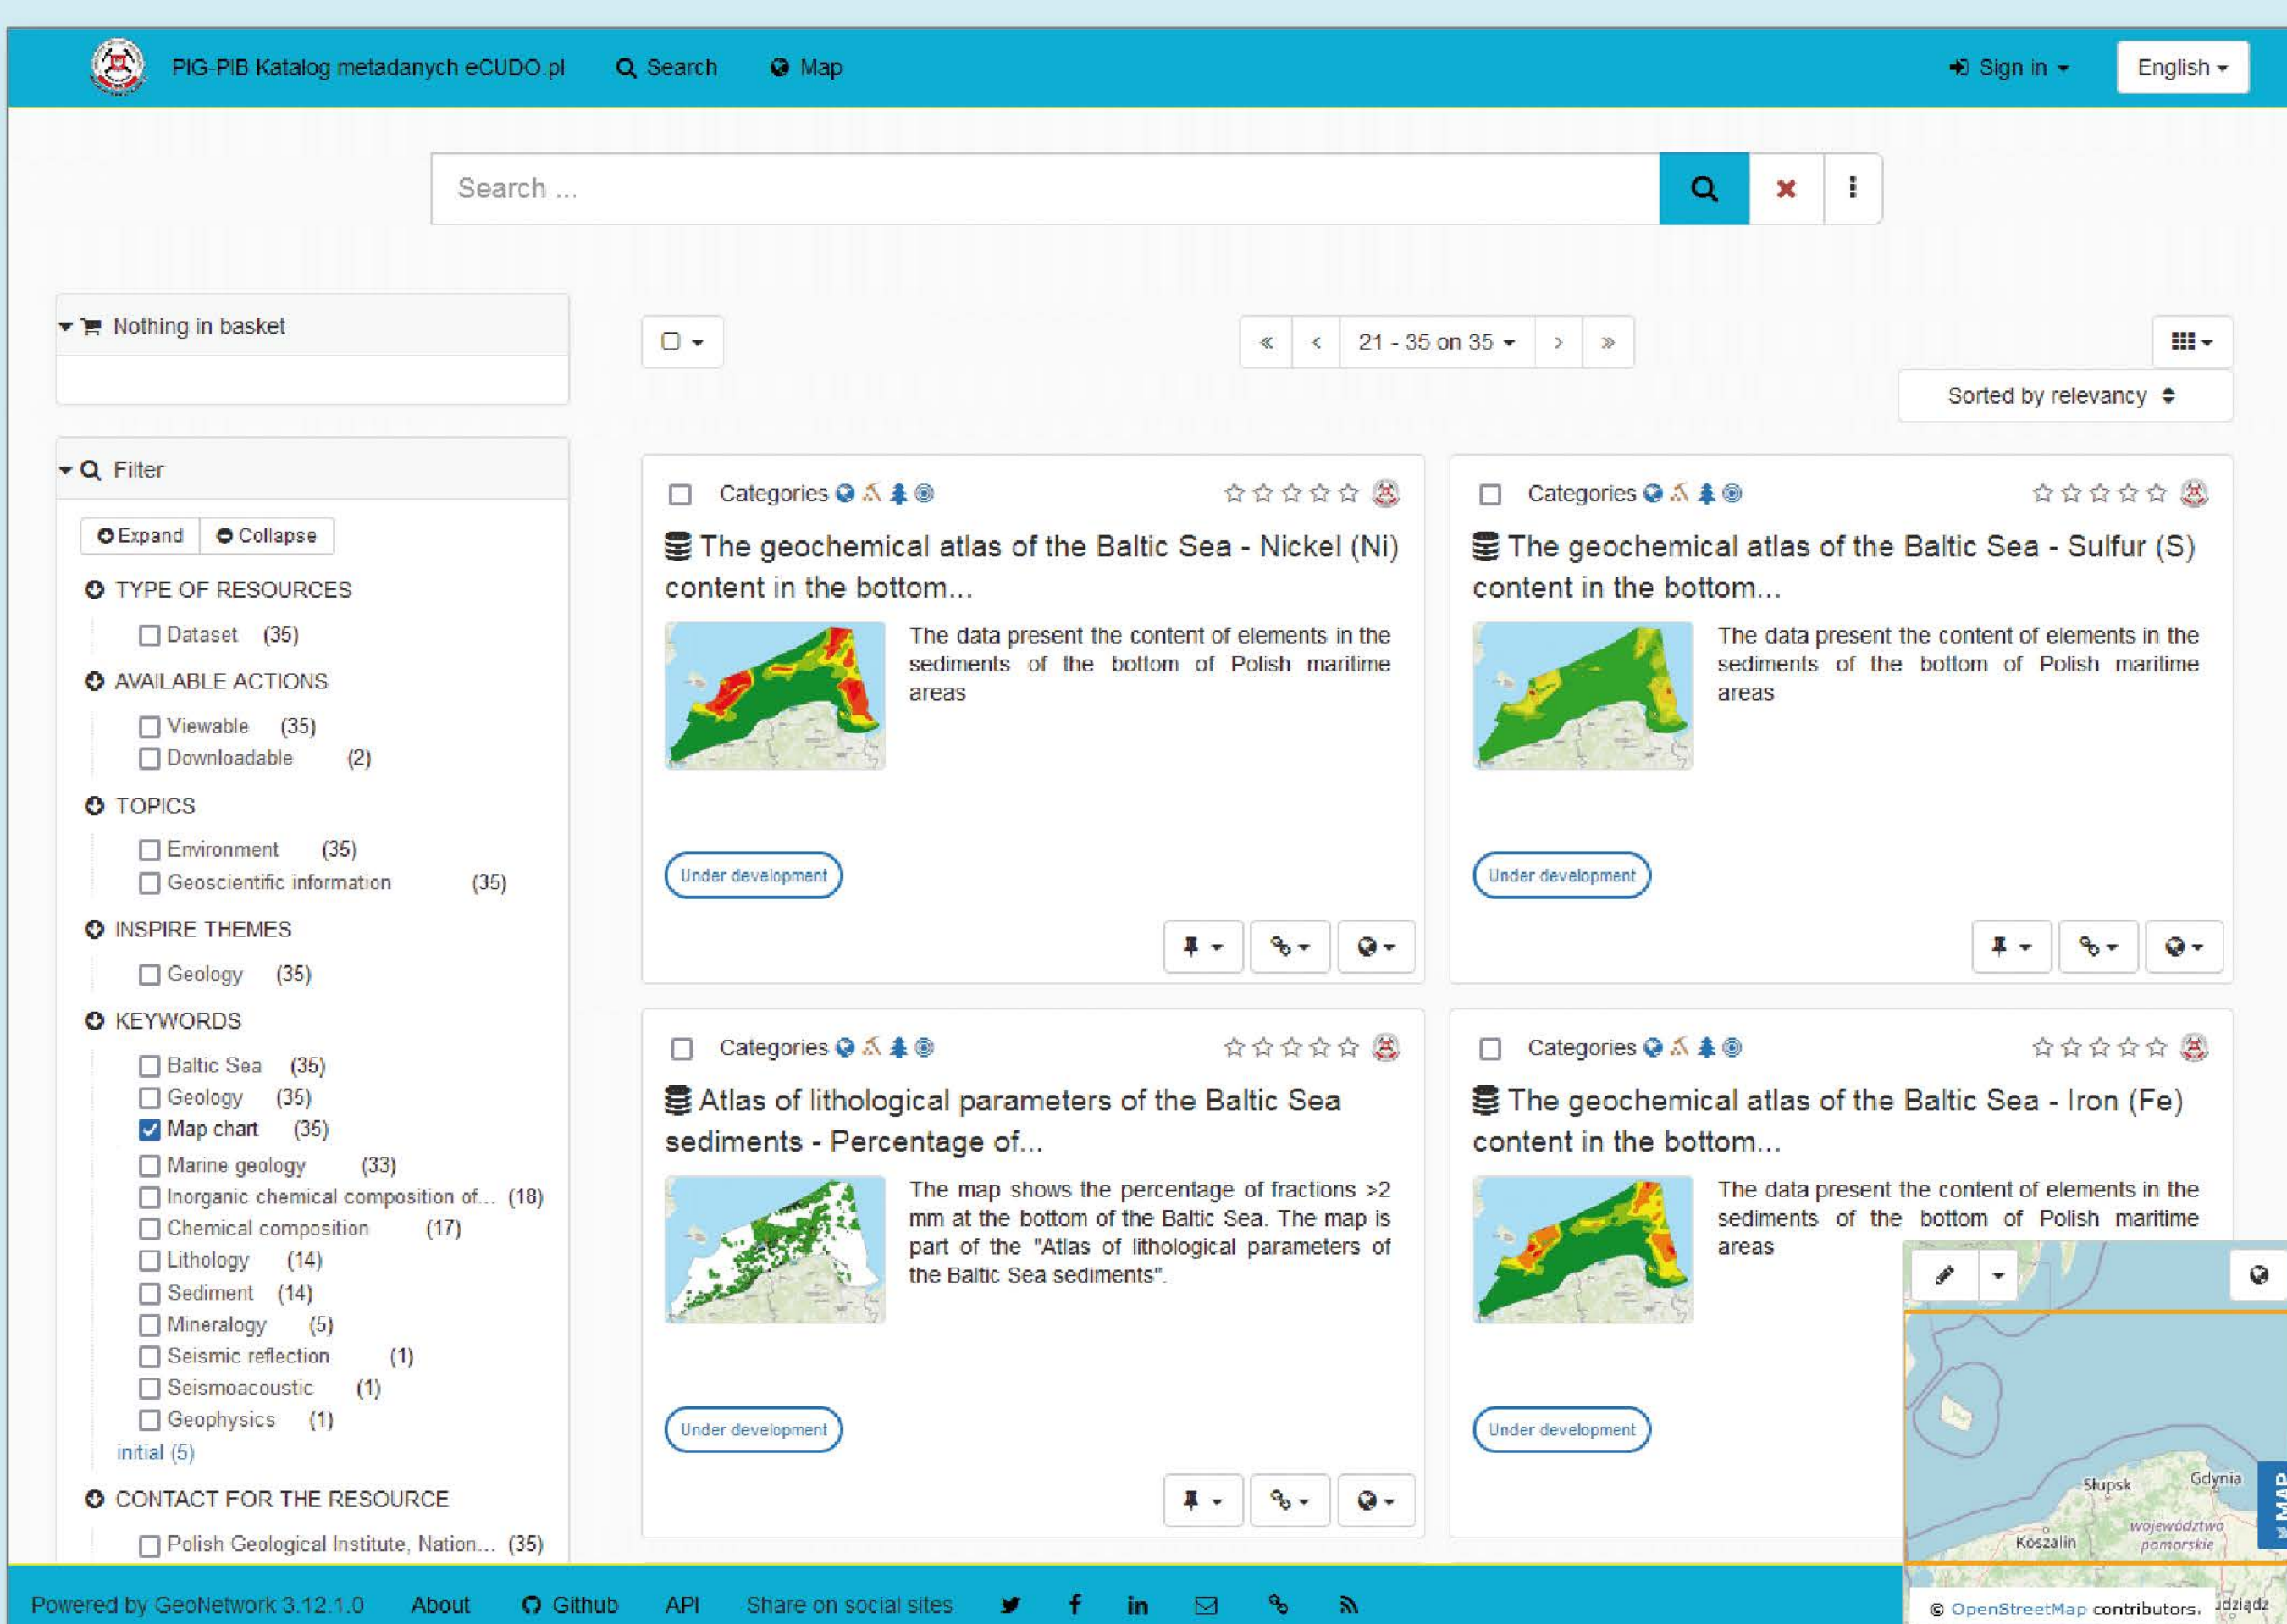 PIG-PIB Katalog metadanych eCUDO.pl Search Map Sign in English
Search ...
Nothing in basket
21 - 35 on 35
Sorted by relevancy
Filter
Expand Collapse
TYPE OF RESOURCES
Dataset (35)
AVAILABLE ACTIONS
Viewable (35)
Downloadable (2)
TOPICS
Environment (35)
Geoscientific information (35)
INSPIRE THEMES
Geology (35)
KEYWORDS
Baltic Sea (35)
Geology (35)
Map chart (35)
Marine geology (33)
Inorganic chemical composition of... (18)
Chemical composition (17)
Lithology (14)
Sediment (14)
Mineralogy (5)
Seismic reflection (1)
Seismoacoustic (1)
Geophysics (1)
initial (5)
CONTACT FOR THE RESOURCE
Polish Geological Institute, Nation... (35)
Categories
The geochemical atlas of the Baltic Sea - Nickel (Ni)
content in the bottom...
The data present the content of elements in the
sediments of the bottom of Polish maritime
areas
Under development
Categories
The geochemical atlas of the Baltic Sea - Sulfur (S)
content in the bottom...
The data present the content of elements in the
sediments of the bottom of Polish maritime
areas
Under development
Categories
Atlas of lithological parameters of the Baltic Sea
sediments - Percentage of...
The map shows the percentage of fractions >2
mm at the bottom of the Baltic Sea. The map is
part of the "Atlas of lithological parameters of
the Baltic Sea sediments".
Under development
Categories
The geochemical atlas of the Baltic Sea - Iron (Fe)
content in the bottom...
The data present the content of elements in the
sediments of the bottom of Polish maritime
areas
Under development
Słupsk
Gdynia
Koszalin
województwo
pomorskie
» MAP
© OpenStreetMap contributors.
Powered by GeoNetwork 3.12.1.0 About Github API Share on social sites